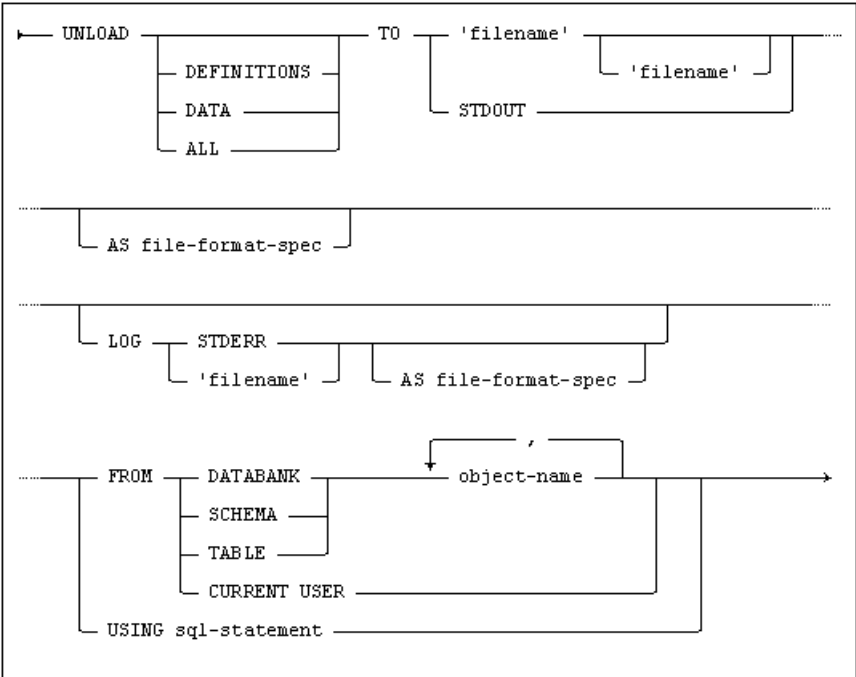 UNLOAD TO 'filename'
DEFINITIONS 'filename'
DATA STDOUT
ALL
AS file-format-spec
LOG STDERR
'filename' AS file-format-spec
,
FROM DATABANK object-name
SCHEMA
TABLE
CURRENT USER
USING sql-statement